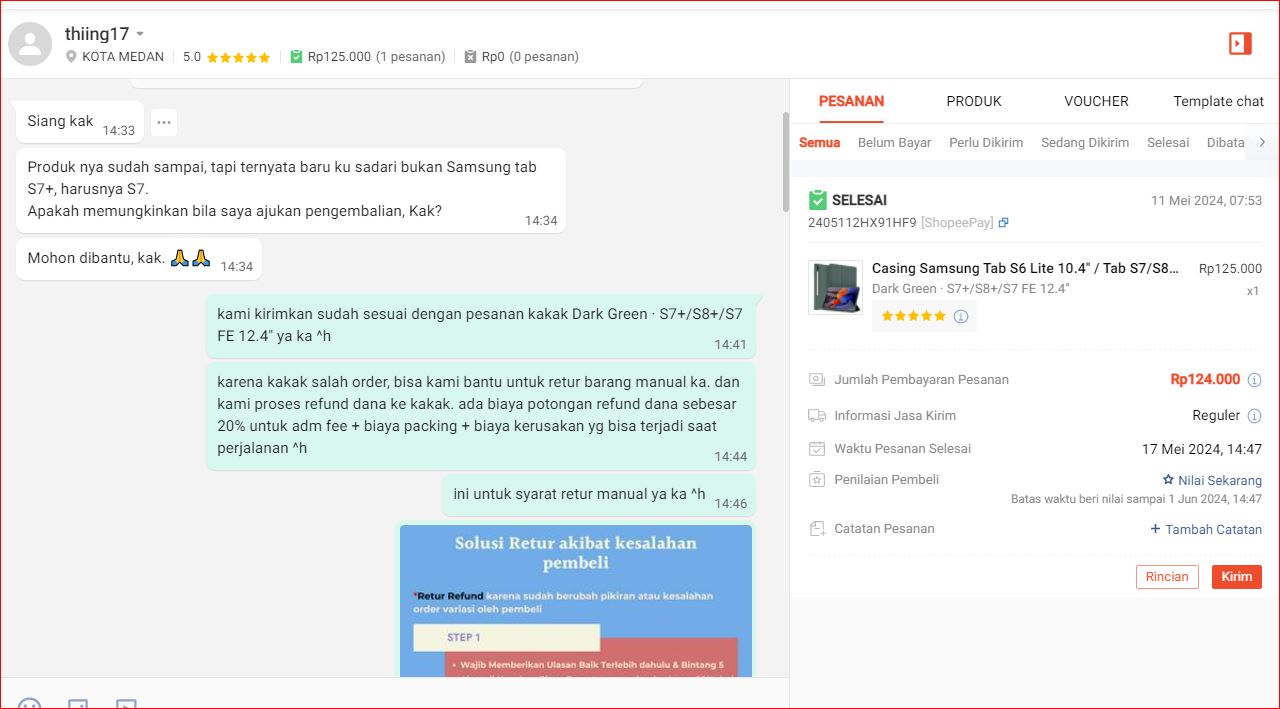 thiing17
KOTA MEDAN
5.0
Rp125.000 (1 pesanan)
Rp0 (0 pesanan)
Siang kak
14:33
Produk nya sudah sampai, tapi ternyata baru ku sadari bukan Samsung tab
S7+, harusnya S7.
Apakah memungkinkan bila saya ajukan pengembalian, Kak?
14:34
Mohon dibantu, kak. 🙏🙏
14:34
kami kirimkan sudah sesuai dengan pesanan kakak Dark Green · S7+/S8+/S7
FE 12.4" ya ka ^h
14:41
karena kakak salah order, bisa kami bantu untuk retur barang manual ka. dan
kami proses refund dana ke kakak. ada biaya potongan refund dana sebesar
20% untuk adm fee + biaya packing + biaya kerusakan yg bisa terjadi saat
perjalanan ^h
14:44
ini untuk syarat retur manual ya ka ^h
14:46
Solusi Retur akibat kesalahan
pembeli
*Retur Refund karena sudah berubah pikiran atau kesalahan
order variasi oleh pembeli
STEP 1
• Wajib Memberikan Ulasan Baik Terlebih dahulu & Bintang 5
PESANAN
PRODUK
VOUCHER
Template chat
Semua
Belum Bayar
Perlu Dikirim
Sedang Dikirim
Selesai
Dibata
SELESAI
11 Mei 2024, 07:53
2405112HX91HF9 [ShopeePay]
Casing Samsung Tab S6 Lite 10.4" / Tab S7/S8...
Rp125.000
Dark Green · S7+/S8+/S7 FE 12.4"
x1
Jumlah Pembayaran Pesanan
Rp124.000
Informasi Jasa Kirim
Reguler
Waktu Pesanan Selesai
17 Mei 2024, 14:47
Penilaian Pembeli
Nilai Sekarang
Batas waktu beri nilai sampai 1 Jun 2024, 14:47
Catatan Pesanan
+ Tambah Catatan
Rincian
Kirim